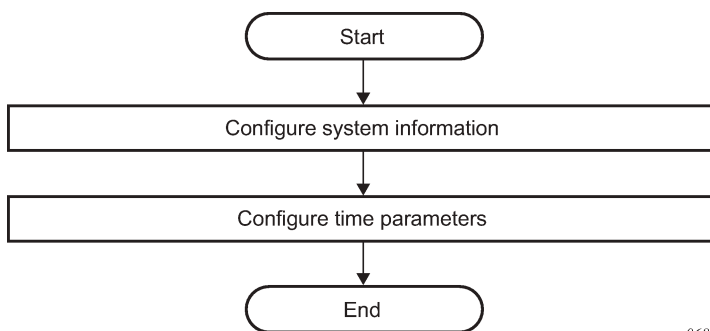 Start
Configure system information
Configure time parameters
End